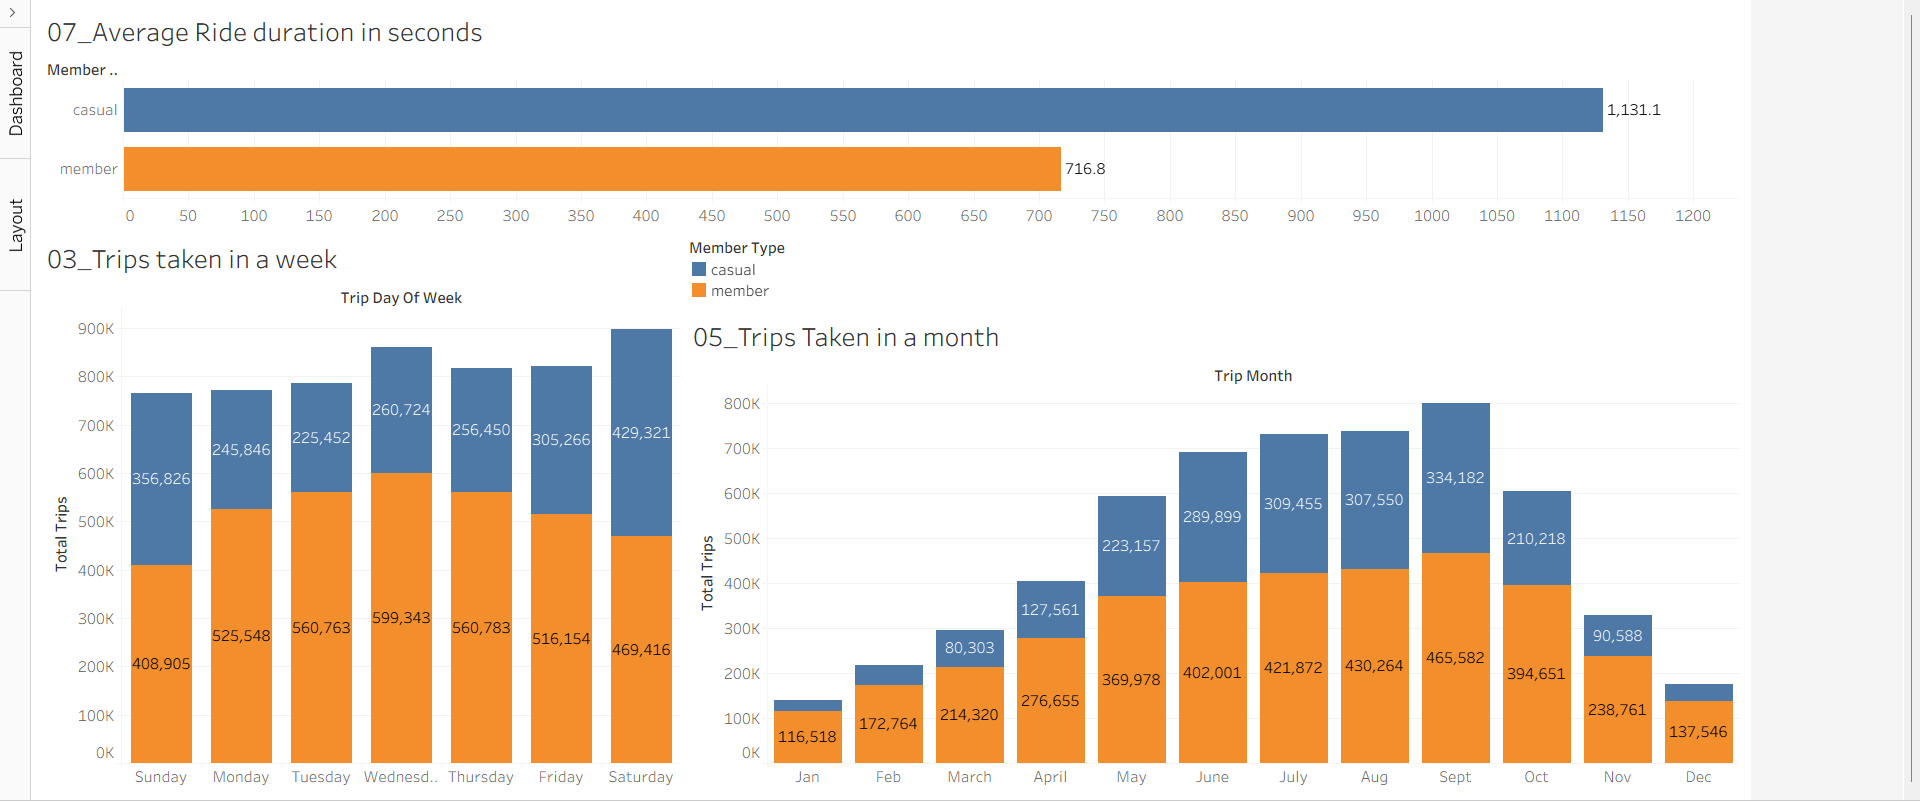 Dashboard
Layout
07_Average Ride duration in seconds
Member ..
casual
1,131.1
member
716.8
0 50 100 150 200 250 300 350 400 450 500 550 600 650 700 750 800 850 900 950 1000 1050 1100 1150 1200
03_Trips taken in a week
Trip Day Of Week
Total Trips
900K
800K
700K
600K
500K
400K
300K
200K
100K
0K
356,826 245,846 225,452 260,724 256,450 305,266 429,321
408,905 525,548 560,763 599,343 560,783 516,154 469,416
Sunday Monday Tuesday Wednesd.. Thursday Friday Saturday
Member Type
casual
member
05_Trips Taken in a month
Trip Month
Total Trips
800K
700K
600K
500K
400K
300K
200K
100K
0K
80,303 127,561 223,157 289,899 309,455 307,550 334,182 210,218 90,588
116,518 172,764 214,320 276,655 369,978 402,001 421,872 430,264 465,582 394,651 238,761 137,546
Jan Feb March April May June July Aug Sept Oct Nov Dec